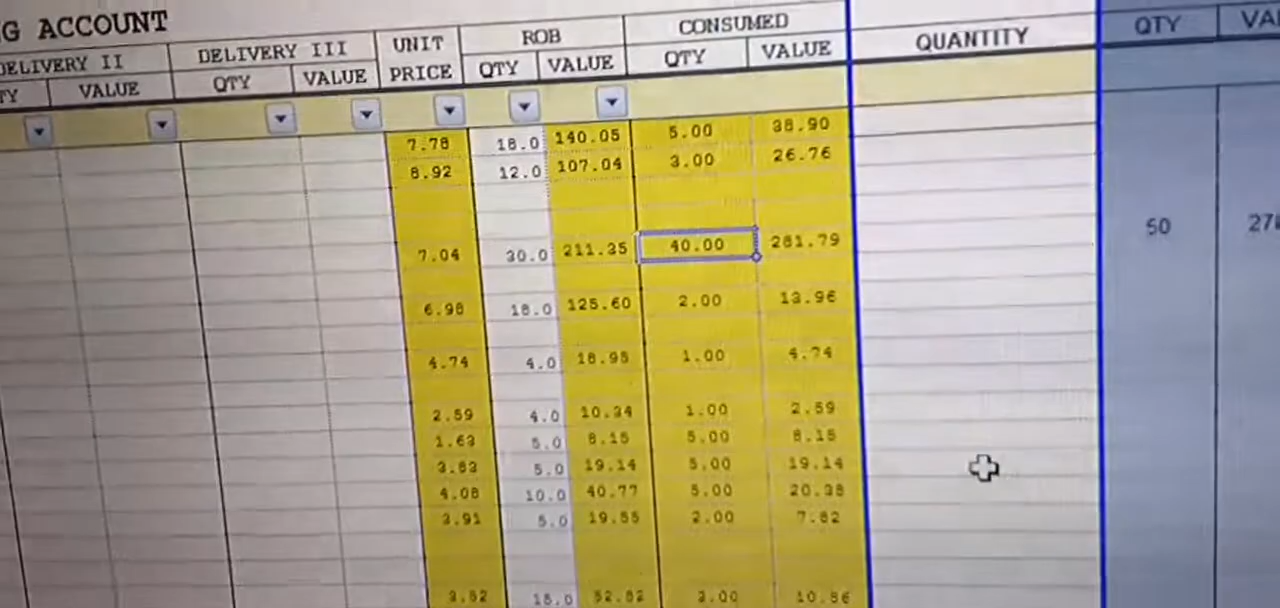 G ACCOUNT
ELIVERY II DELIVERY III UNIT PRICE ROB CONSUMED QUANTITY QTY VA
TY VALUE QTY VALUE QTY VALUE QTY VALUE
7.78 18.0 140.05 5.00 38.90
8.92 12.0 107.04 3.00 26.76
50 27
7.04 30.0 211.35 40.00 281.79
6.98 18.0 125.60 2.00 13.96
4.74 4.0 18.95 1.00 4.74
2.59 4.0 10.34 1.00 2.59
1.63 5.0 8.15 5.00 8.15
3.83 5.0 19.14 5.00 19.14
4.08 10.0 40.77 5.00 20.38
3.91 5.0 19.55 2.00 7.82
3.00